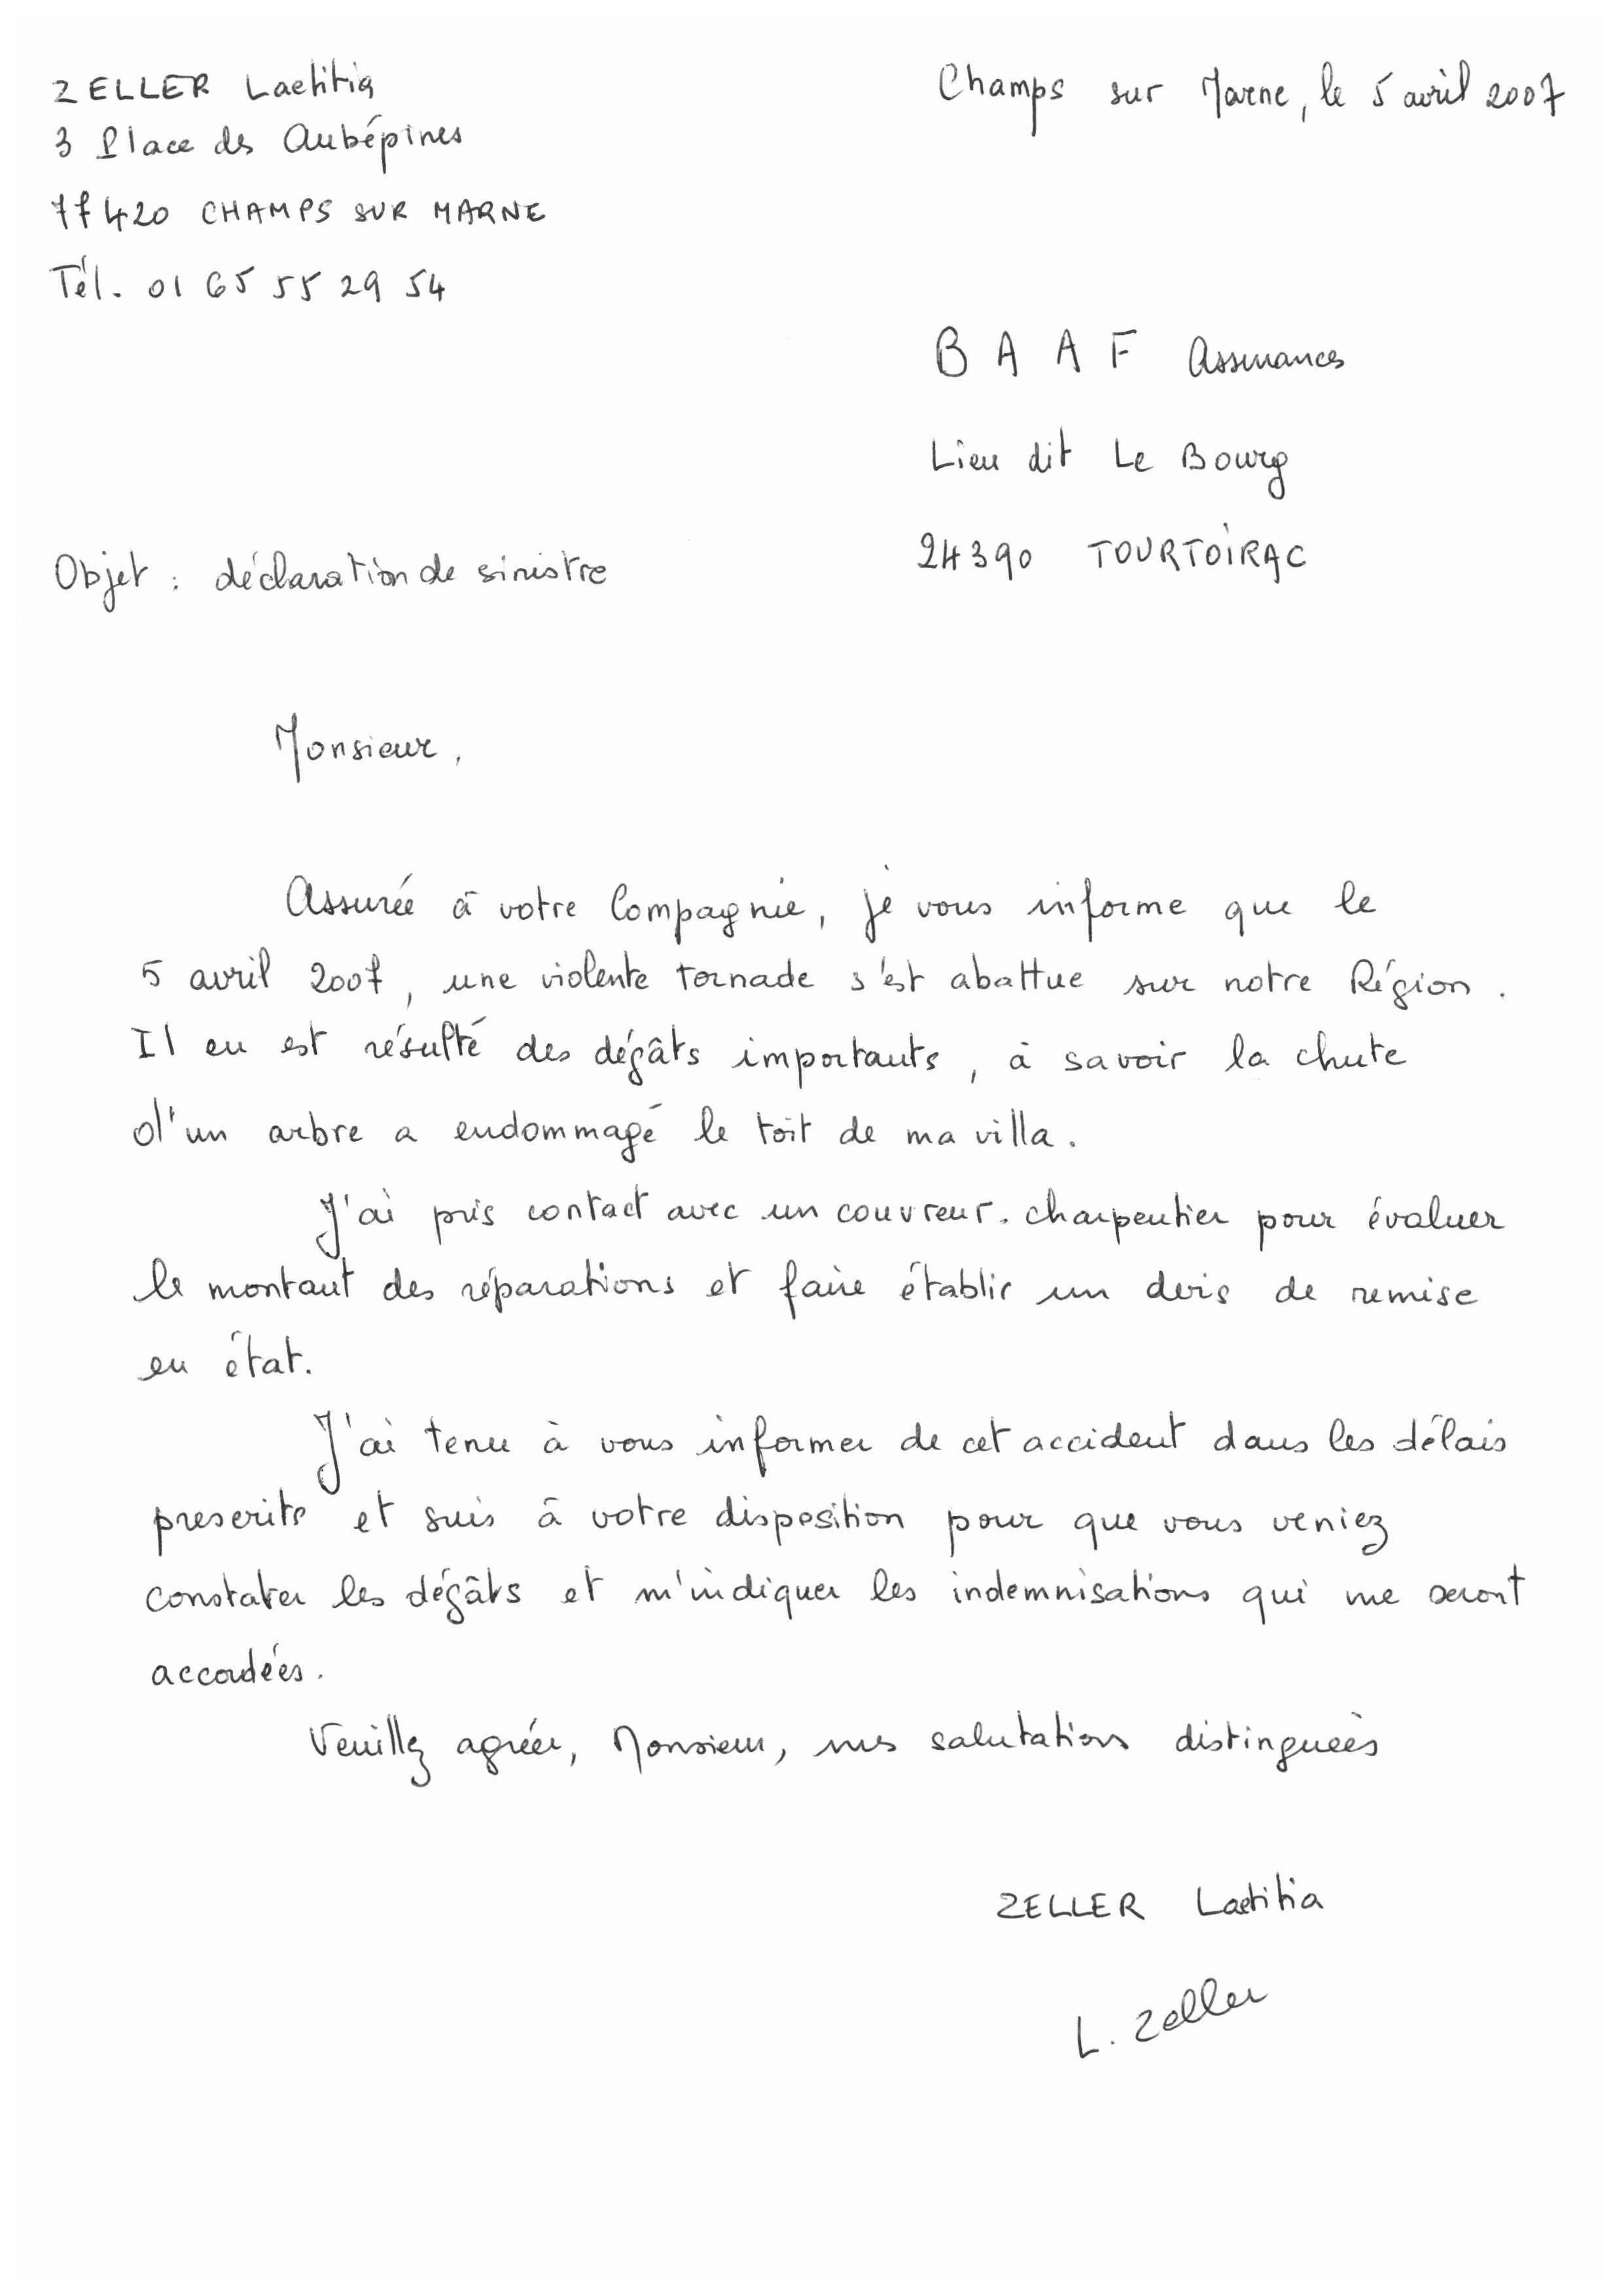 ZELLER Laetitia
3 Place des Aubépines
77420 CHAMPS SUR MARNE
Tél. 01 65 55 29 54
Champs sur Marne, le 5 avril 2007
BAAF Assurances
Lieu dit Le Bourg
24390 TOURTOIRAC
Objet : déclaration de sinistre
Monsieur,
Assurée à votre Compagnie, je vous informe que le
5 avril 2007, une violente tornade s'est abattue sur notre Région.
Il en est résulté des dégâts importants, à savoir la chute
d'un arbre a endommagé le toit de ma villa.
J'ai pris contact avec un couvreur. charpentier pour évaluer
le montant des réparations et faire établir un devis de remise
en état.
J'ai tenu à vous informer de cet accident dans les délais
prescrits et suis à votre disposition pour que vous veniez
constater les dégâts et m'indiquer les indemnisations qui me seront
accordées.
Veuillez agréer, Monsieur, mes salutations distinguées
ZELLER Laetitia
L. Zeller